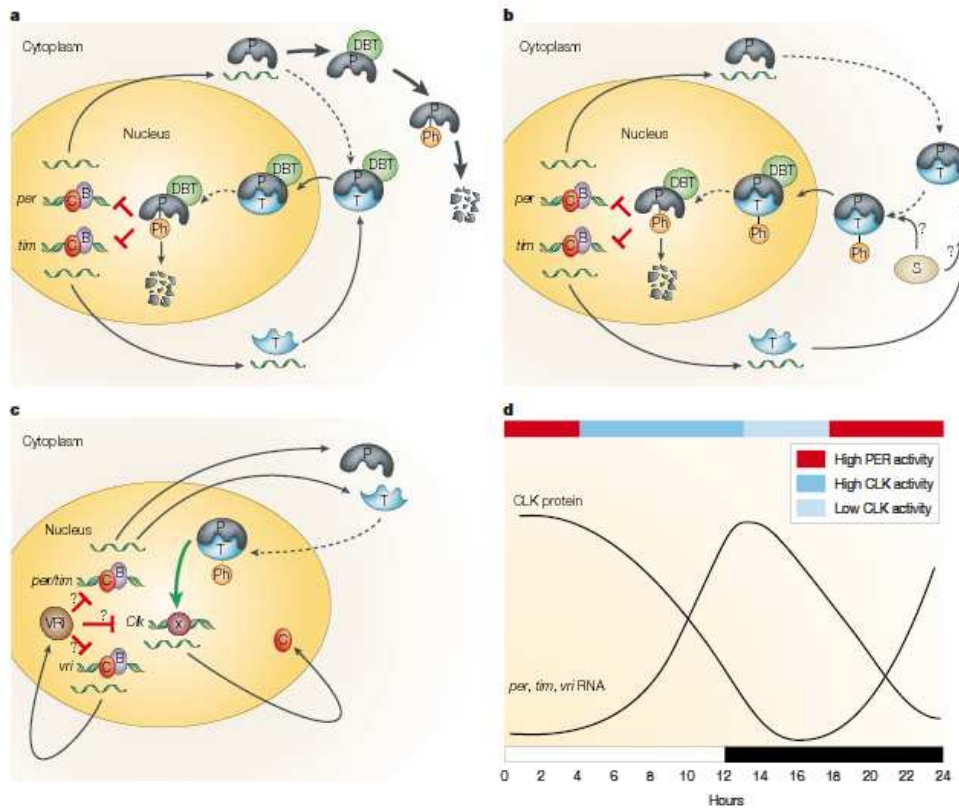 a
Cytoplasm
P
DBT
P
P
Ph
Nucleus
DBT
P
T
DBT
P
T
DBT
P
Ph
per
C B
tim
C B
T
b
Cytoplasm
P
Nucleus
P
T
DBT
P
T
Ph
DBT
P
Ph
P
T
Ph
?
S
?
per
C B
tim
C B
T
c
Cytoplasm
P
T
Nucleus
P
T
Ph
per/tim
C B
?
VRI
?
Clk
x
?
vri
C B
C
d
High PER activity
High CLK activity
Low CLK activity
CLK protein
per, tim, vri RNA
0 2 4 6 8 10 12 14 16 18 20 22 24
Hours